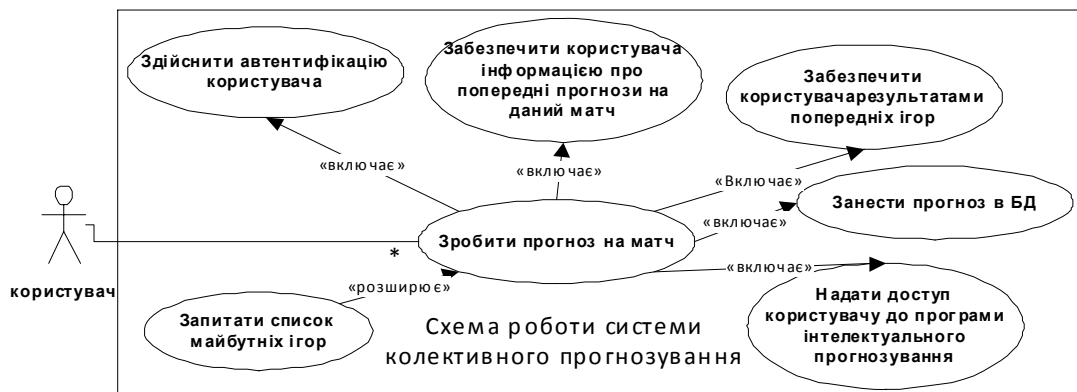 Здійснити автентифікацію
користувача
Забезпечити користувача
інформацією про
попередні прогнози на
даний матч
Забезпечити
користувачарезультатами
попередніх ігор
«включає»
«включає»
«Включає»
Занести прогноз в БД
«включає»
Зробити прогноз на матч
*
«включає»
користувач
«розширює»
Запитати список
майбутніх ігор
Схема роботи системи
колективного прогнозування
Надати доступ
користувачу до програми
інтелектуального
прогнозування